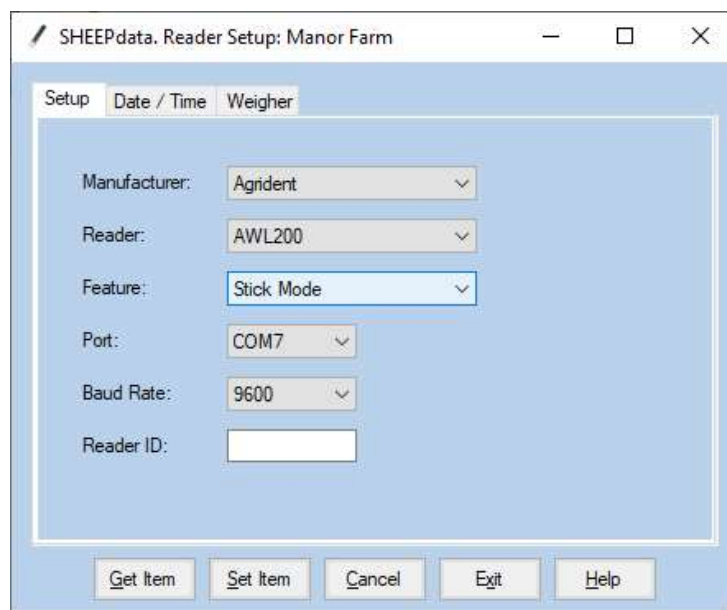 SHEEPdata. Reader Setup: Manor Farm
Setup Date / Time Weigher
Manufacturer: Agrident
Reader: AWL200
Feature: Stick Mode
Port: COM7
Baud Rate: 9600
Reader ID:
Get Item Set Item Cancel Exit Help